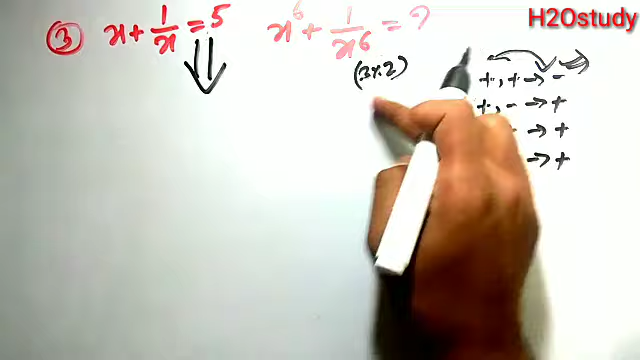 H2Ostudy
③ x + 1/x = 5   x⁶ + 1/x⁶ = ?
(3×2)
+, + → -
+, - → +
- → +
→ +